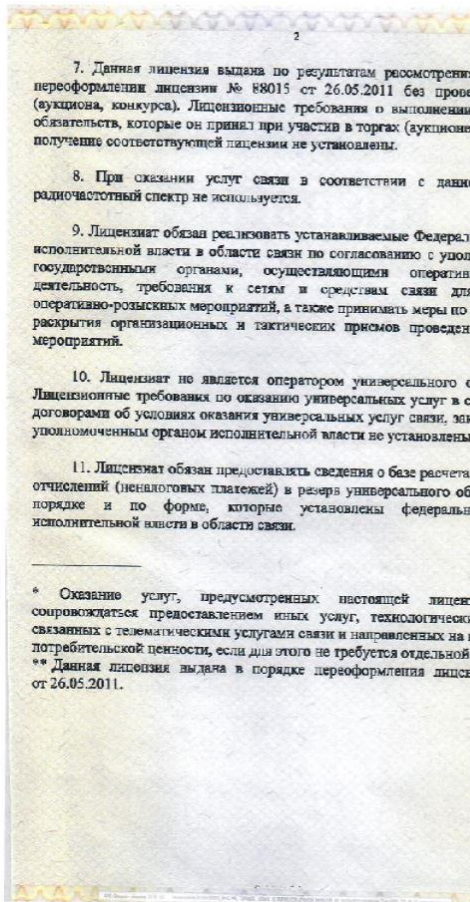 2
7. Данная лицензия выдана по результатам рассмотрени
переоформлении лицензии № 88015 от 26.05.2011 без прове
(аукциона, конкурса). Лицензионные требования о выполнении
обязательств, которые он принял при участии в торгах (аукционе
получение соответствующей лицензии не установлены.
8. При оказании услуг связи в соответствии с данн
радиочастотный спектр не используется.
9. Лицензиат обязан реализовать устанавливаемые Федерал
исполнительной власти в области связи по согласованию с упол
государственными органами, осуществляющими оператив
деятельность, требования к сетям и средствам связи для
оперативно-розыскных мероприятий, а также принимать меры по
раскрытия организационных и тактических приемов проведен
мероприятий.
10. Лицензиат не является оператором универсального о
Лицензионные требования по оказанию универсальных услуг в с
договорами об условиях оказания универсальных услуг связи, зак
уполномоченным органом исполнительной власти не установлены
11. Лицензиат обязан предоставлять сведения о базе расчета
отчислений (неналоговых платежей) в резерв универсального об
порядке и по форме, которые установлены федеральн
исполнительной власти в области связи.
* Оказание услуг, предусмотренных настоящей лиценз
сопровождаться предоставлением иных услуг, технологически
связанных с телематическими услугами связи и направленных на
потребительской ценности, если для этого не требуется отдельной
** Данная лицензия выдана в порядке переоформления лицен
от 26.05.2011.